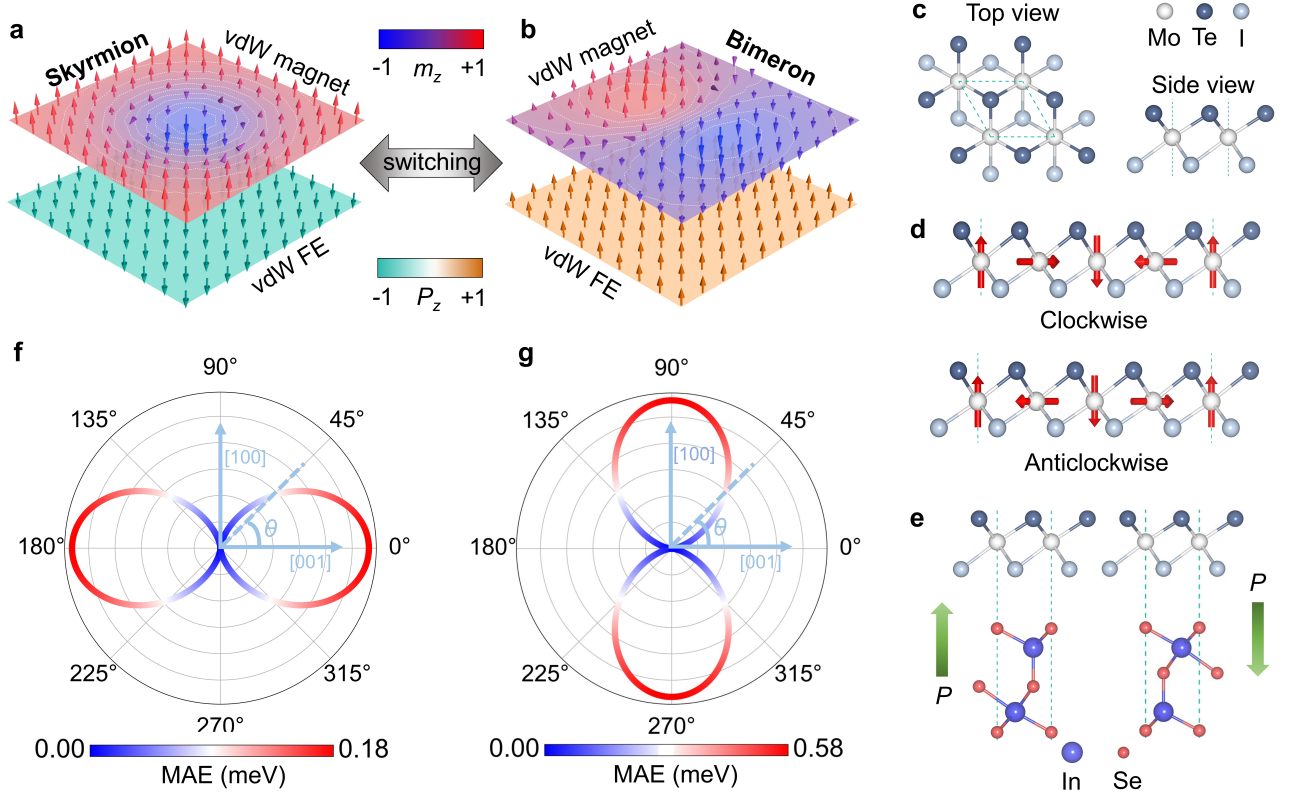 a
Skyrmion
vdW magnet
vdW FE
-1 m_z +1
switching
-1 P_z +1
b
vdW magnet
Bimeron
vdW FE
c
Top view
Mo Te I
Side view
d
Clockwise
Anticlockwise
e
P
P
In Se
f
90°
135° 45°
[100]
θ
180° 0°
[001]
225° 315°
270°
0.00 0.18
MAE (meV)
g
90°
135° 45°
[100]
θ
180° 0°
[001]
225° 315°
270°
0.00 0.58
MAE (meV)